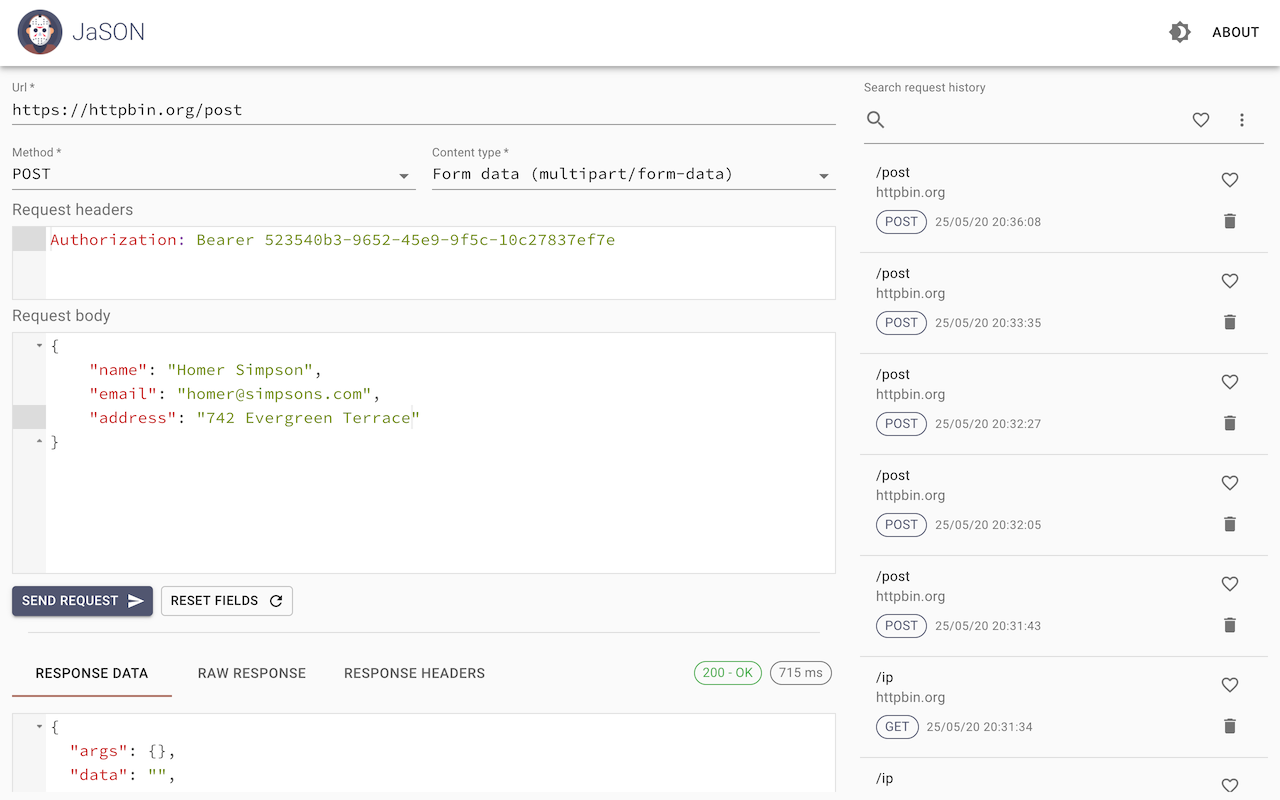 JaSON
ABOUT
Url *
https://httpbin.org/post
Method *
POST
Content type *
Form data (multipart/form-data)
Request headers
Authorization: Bearer 523540b3-9652-45e9-9f5c-10c27837ef7e
Request body
{
"name": "Homer Simpson",
"email": "homer@simpsons.com",
"address": "742 Evergreen Terrace"
}
SEND REQUEST
RESET FIELDS
RESPONSE DATA
RAW RESPONSE
RESPONSE HEADERS
200 - OK
715 ms
{
"args": {},
"data": "",
Search request history
/post
httpbin.org
POST 25/05/20 20:36:08
/post
httpbin.org
POST 25/05/20 20:33:35
/post
httpbin.org
POST 25/05/20 20:32:27
/post
httpbin.org
POST 25/05/20 20:32:05
/post
httpbin.org
POST 25/05/20 20:31:43
/ip
httpbin.org
GET 25/05/20 20:31:34
/ip